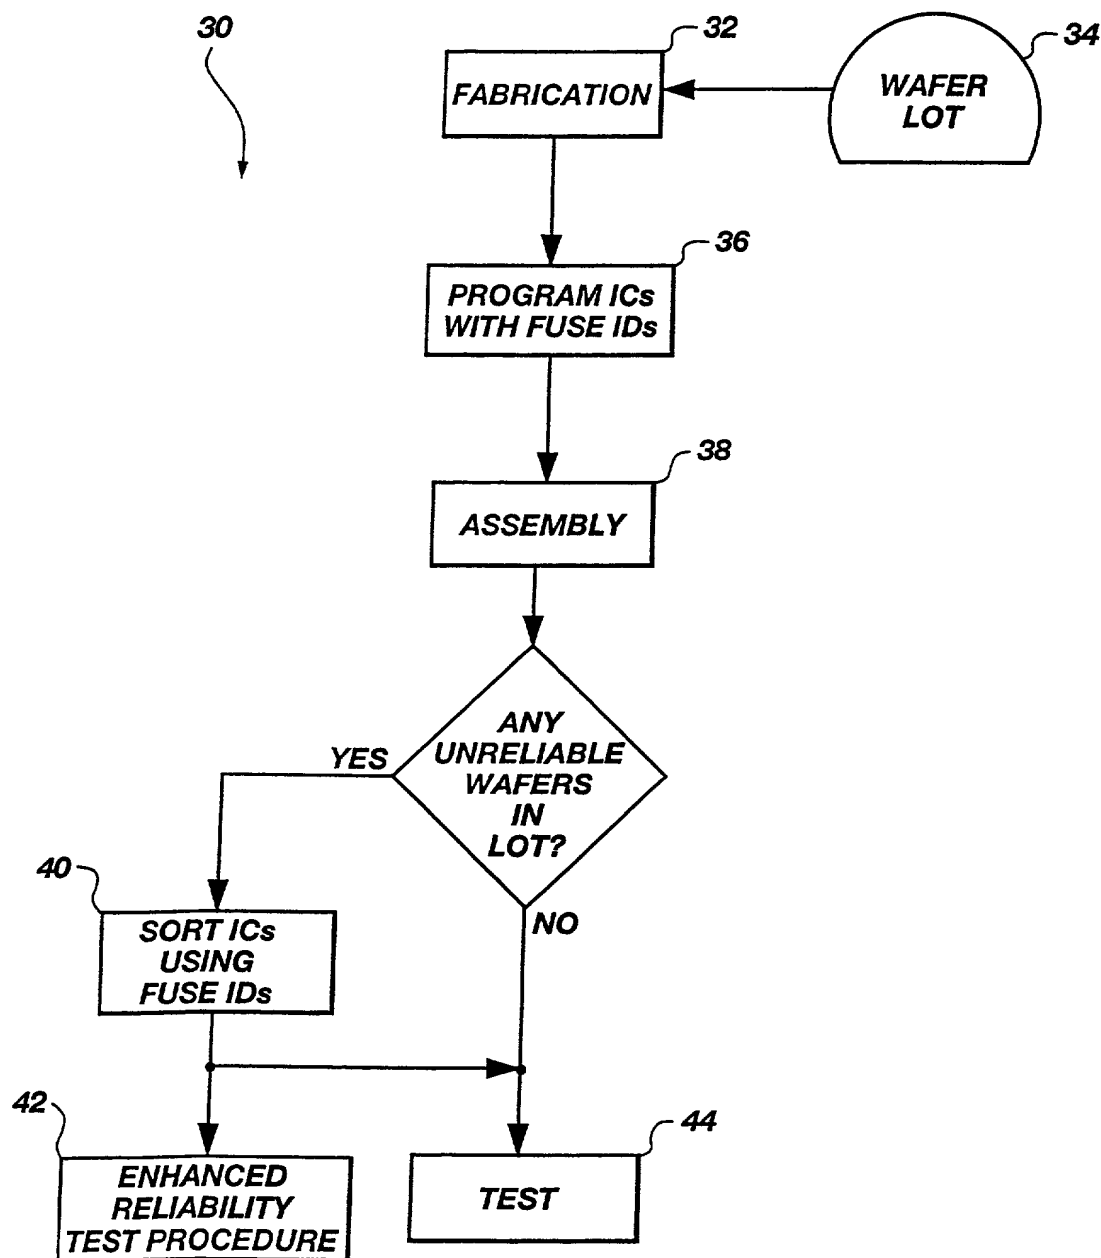 30
32
34
FABRICATION
WAFER
LOT
36
PROGRAM ICs
WITH FUSE IDs
38
ASSEMBLY
ANY
UNRELIABLE
WAFERS
IN
LOT?
YES
NO
40
SORT ICs
USING
FUSE IDs
42
44
ENHANCED
RELIABILITY
TEST PROCEDURE
TEST